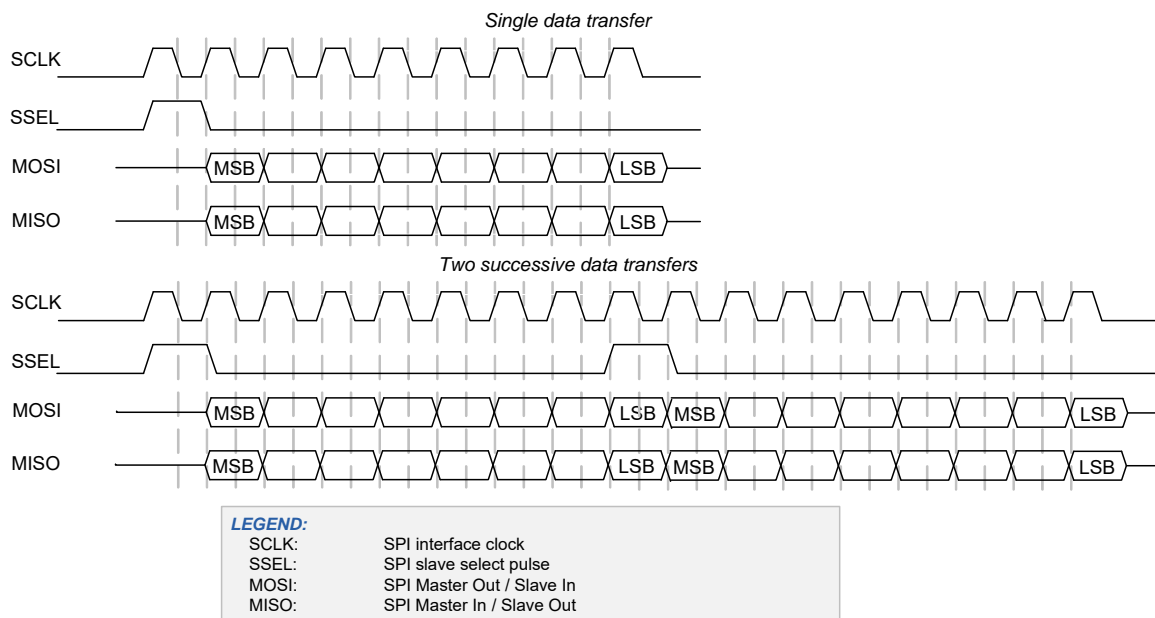 Single data transfer
SCLK
SSEL
MOSI MSB LSB
MISO MSB LSB
Two successive data transfers
SCLK
SSEL
MOSI MSB LSB MSB LSB
MISO MSB LSB MSB LSB
LEGEND:
SCLK: SPI interface clock
SSEL: SPI slave select pulse
MOSI: SPI Master Out / Slave In
MISO: SPI Master In / Slave Out